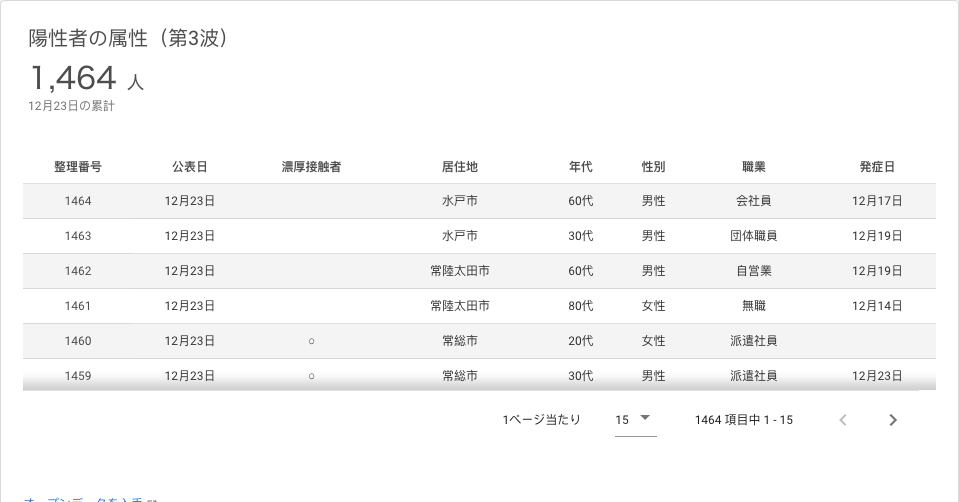 陽性者の属性（第3波）
1,464 人
12月23日の累計
整理番号 公表日 濃厚接触者 居住地 年代 性別 職業 発症日
1464 12月23日 水戸市 60代 男性 会社員 12月17日
1463 12月23日 水戸市 30代 男性 団体職員 12月19日
1462 12月23日 常陸太田市 60代 男性 自営業 12月19日
1461 12月23日 常陸太田市 80代 女性 無職 12月14日
1460 12月23日 ○ 常総市 20代 女性 派遣社員
1459 12月23日 ○ 常総市 30代 男性 派遣社員 12月23日
1ページ当たり 15 1464 項目中 1 - 15
オープンデータを入手